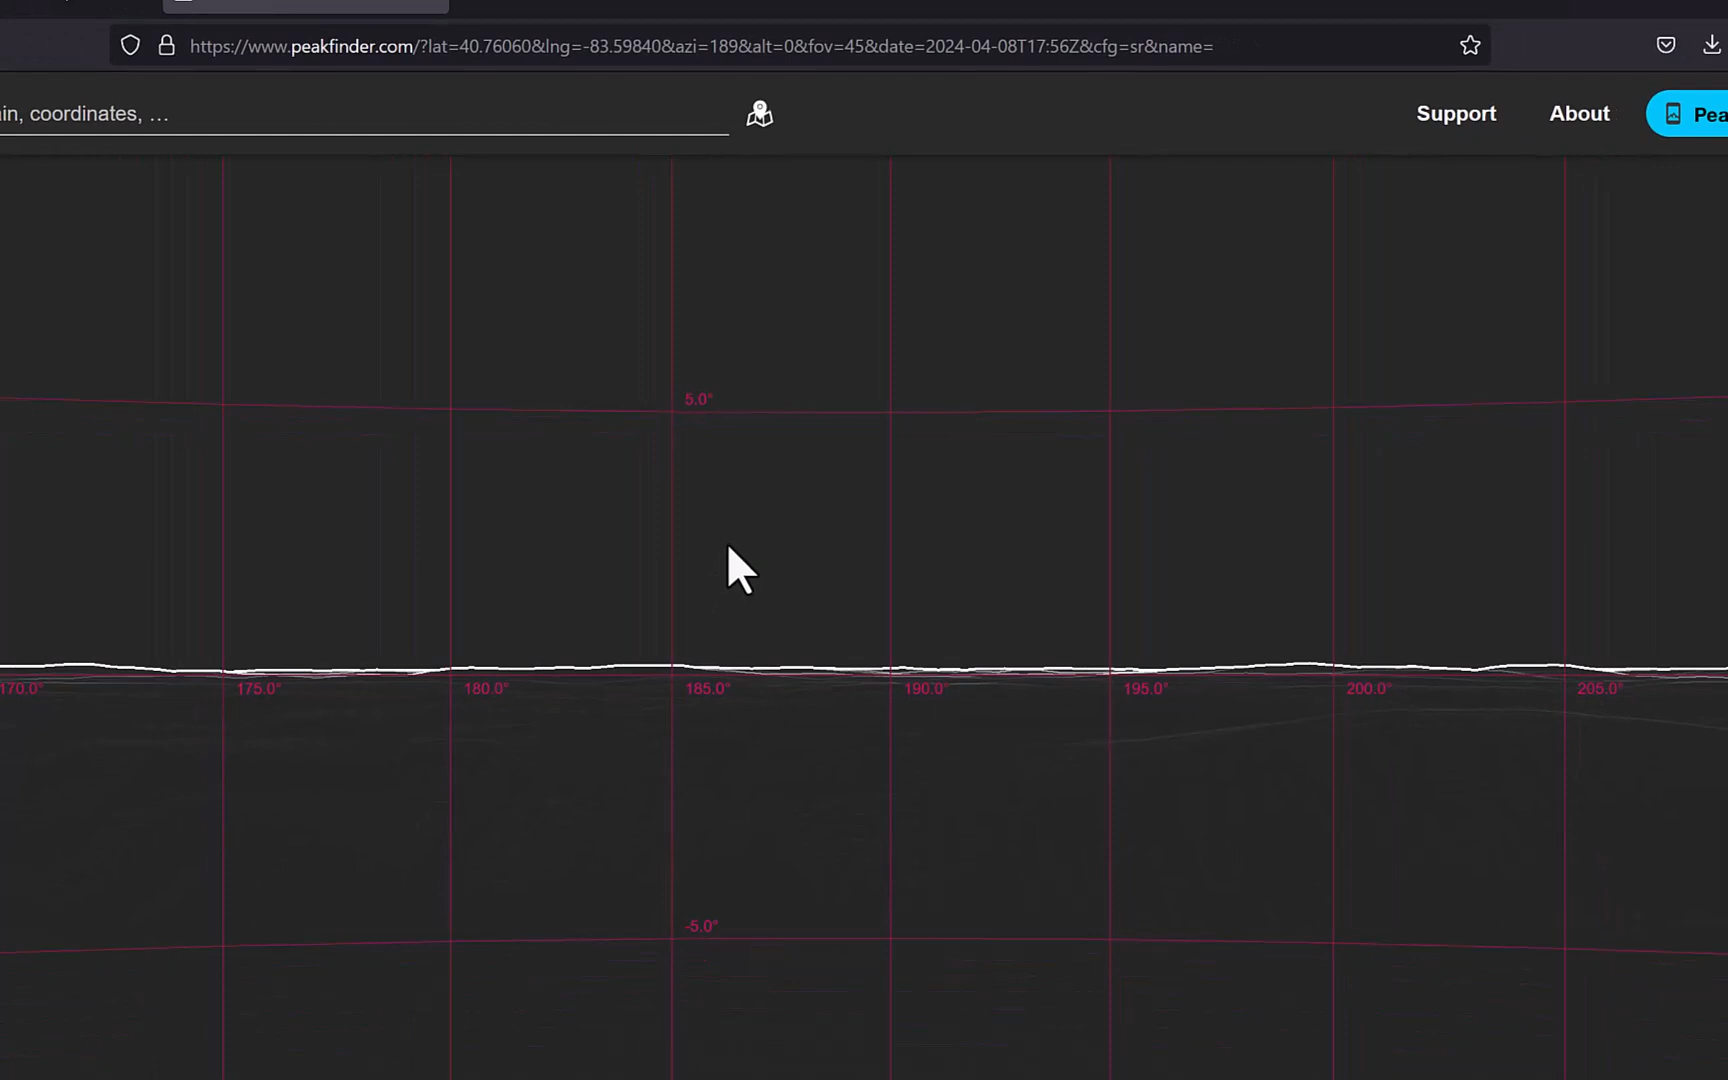 https://www.peakfinder.com/?lat=40.76060&lng=-83.59840&azi=189&alt=0&fov=45&date=2024-04-08T17:56Z&cfg=sr&name=
in, coordinates, …
Support
About
Pea
5.0°
170.0°
175.0°
180.0°
185.0°
190.0°
195.0°
200.0°
205.0°
-5.0°